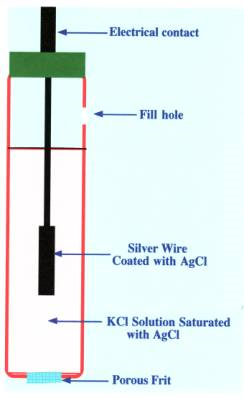 Electrical contact
Fill hole
Silver Wire
Coated with AgCl
KCl Solution Saturated
with AgCl
Porous Frit